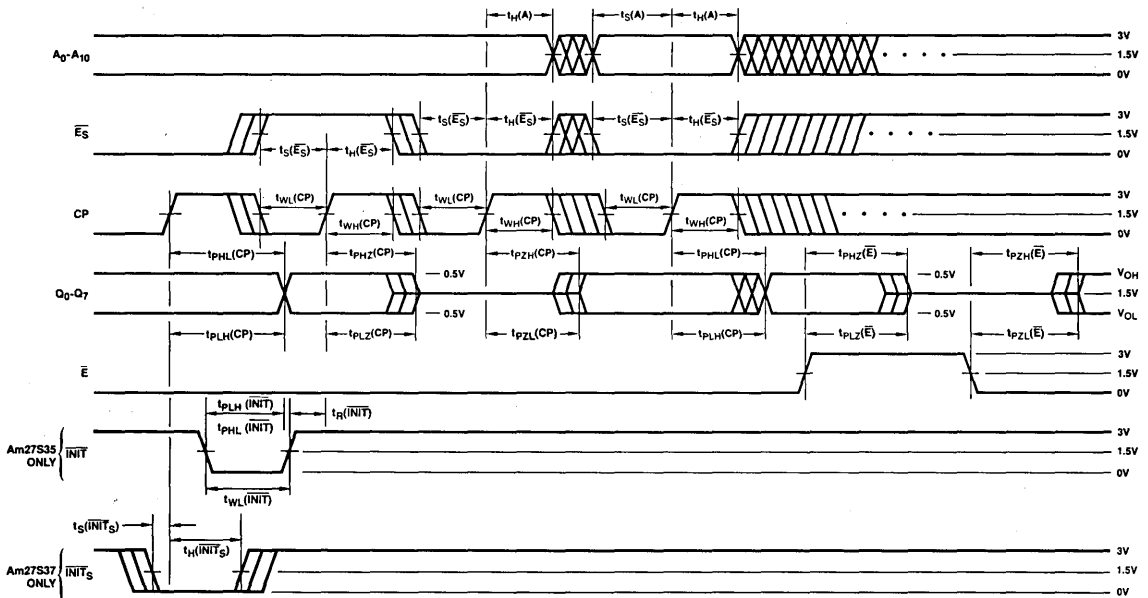 tH(A) tS(A) tH(A)
A0-A10 3V
1.5V
0V
ES tS(ES) tH(ES) tS(ES) tH(ES) 3V
1.5V
tS(ES) tH(ES) 0V
CP tWL(CP) tWL(CP) tWL(CP) 3V
1.5V
tWH(CP) tWH(CP) tWH(CP) 0V
tPHL(CP) tPHZ(CP) tPZH(CP) tPHL(CP) tPHZ(E) tPZH(E)
0.5V 0.5V VOH
Q0-Q7 1.5V
0.5V 0.5V VOL
tPLH(CP) tPLZ(CP) tPZL(CP) tPLH(CP) tPLZ(E) tPZL(E)
3V
E 1.5V
0V
tPLH(INIT) tR(INIT)
tPHL(INIT) 3V
Am27S35 ONLY INIT 1.5V
0V
tWL(INIT)
tS(INITS)
tH(INITS) 3V
Am27S37 ONLY INITS 1.5V
0V